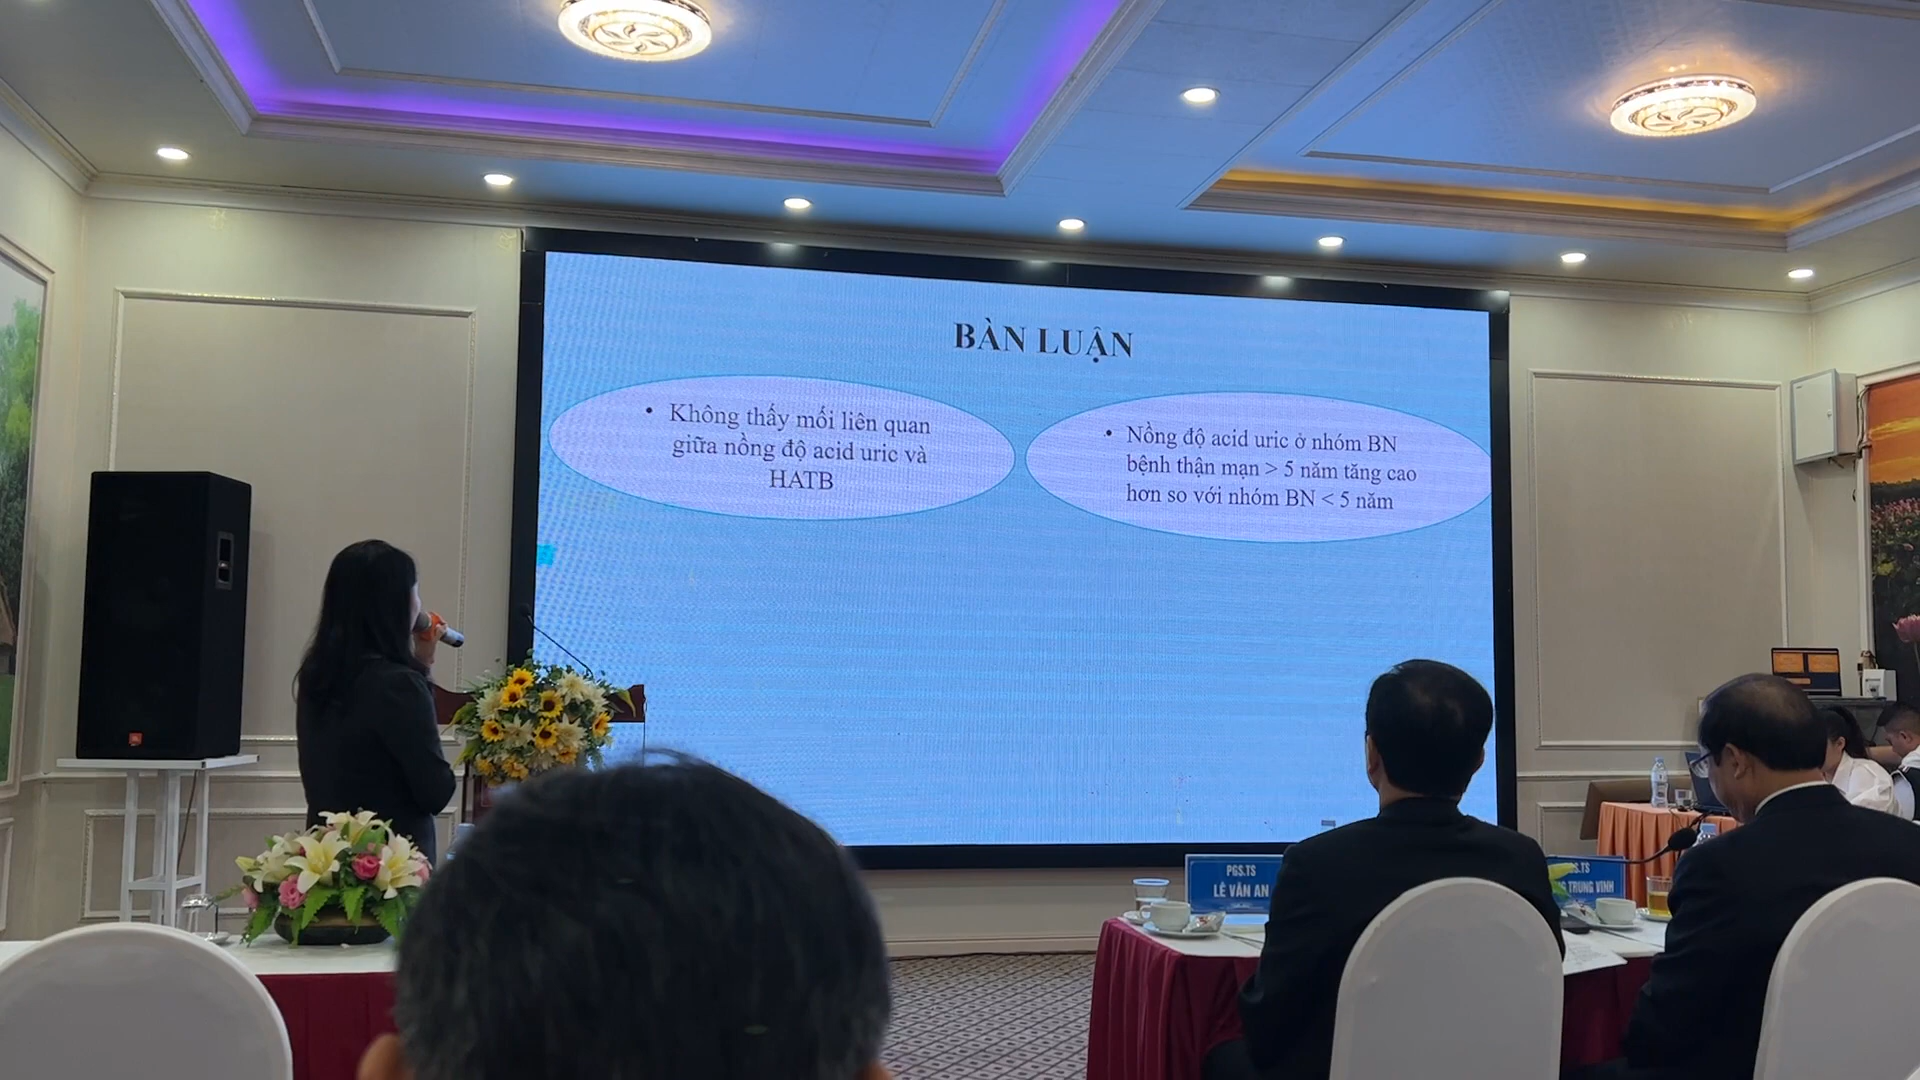 BÀN LUẬN
• Không thấy mối liên quan
giữa nồng độ acid uric và
HATB
• Nồng độ acid uric ở nhóm BN
bệnh thận mạn > 5 năm tăng cao
hơn so với nhóm BN < 5 năm
PGS.TS
LÊ VĂN AN
TRUNG VINH